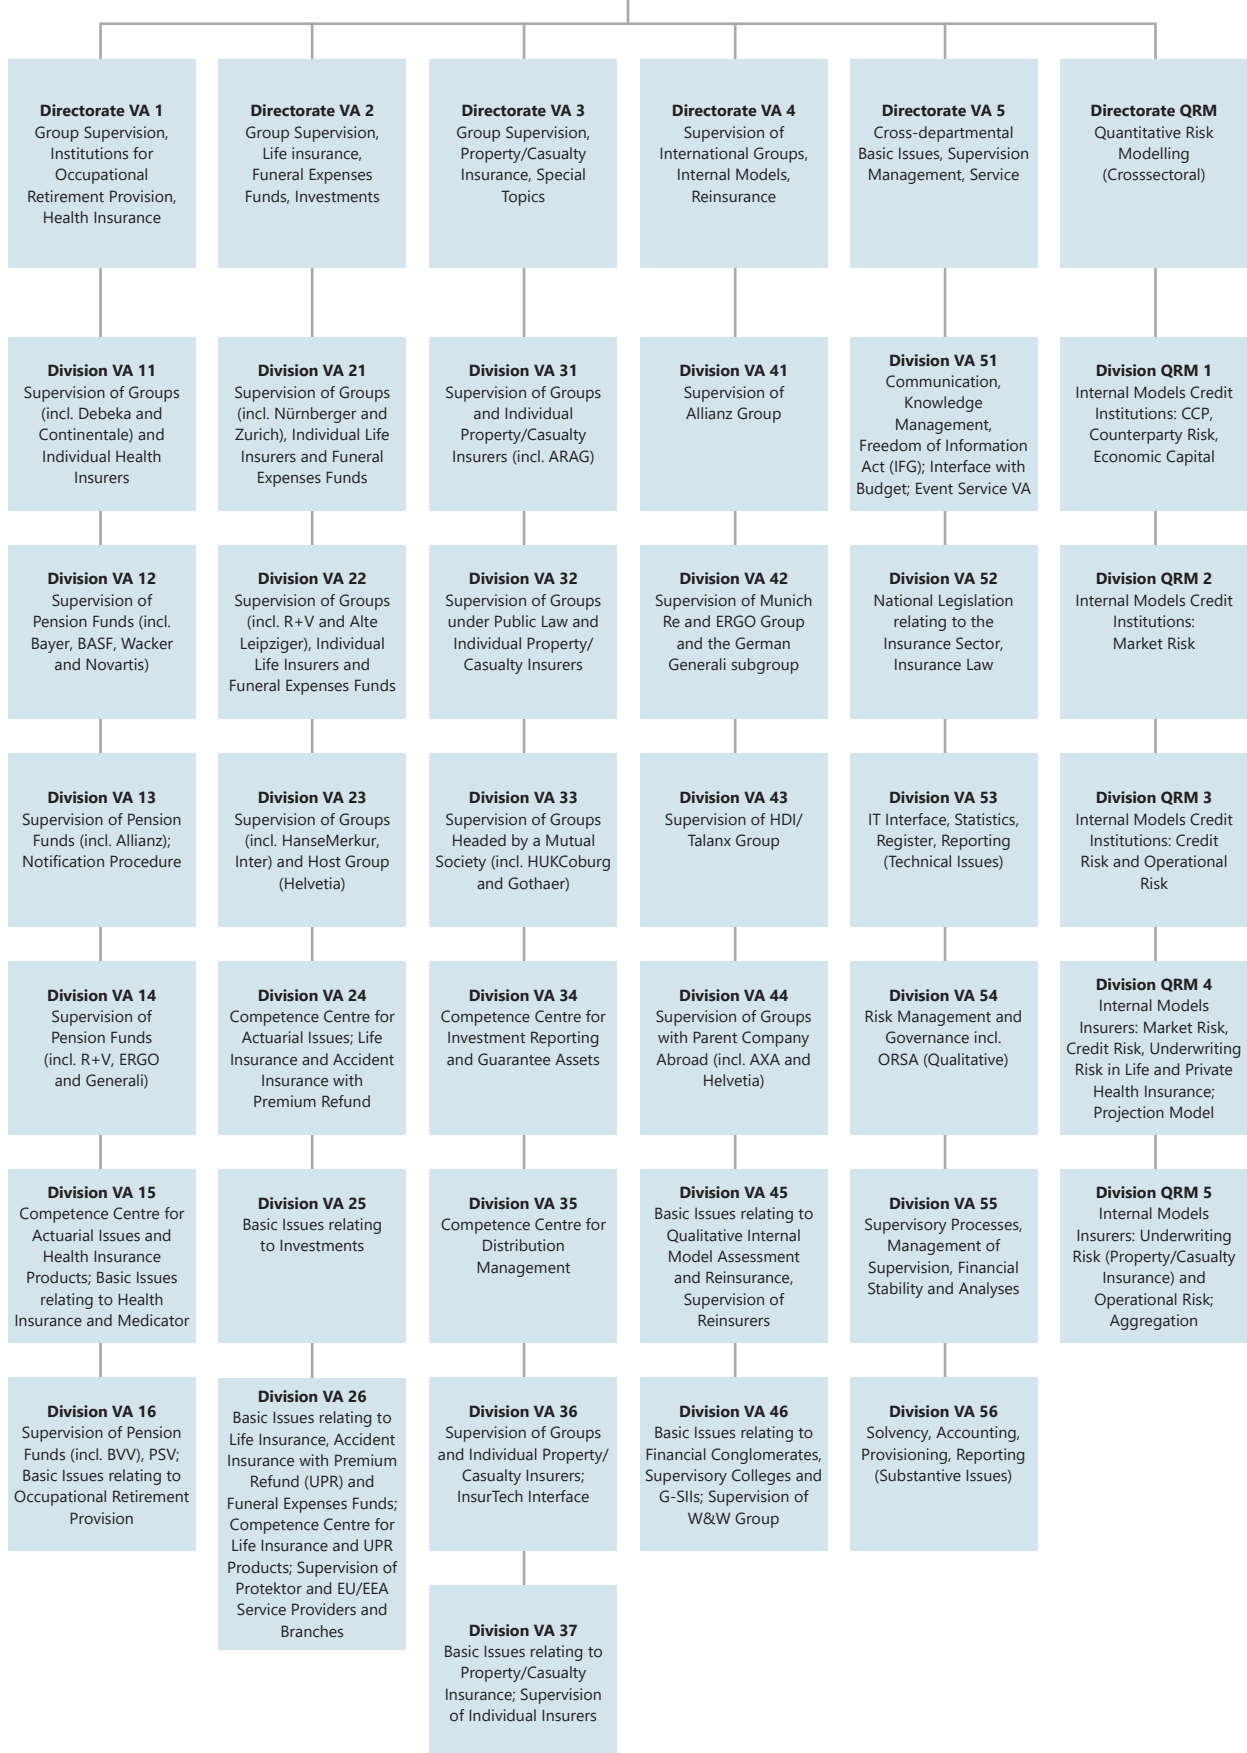 Directorate VA 1
Group Supervision,
Institutions for
Occupational
Retirement Provision,
Health Insurance
Directorate VA 2
Group Supervision,
Life insurance,
Funeral Expenses
Funds, Investments
Directorate VA 3
Group Supervision,
Property/Casualty
Insurance, Special
Topics
Directorate VA 4
Supervision of
International Groups,
Internal Models,
Reinsurance
Directorate VA 5
Cross-departmental
Basic Issues, Supervision
Management, Service
Directorate QRM
Quantitative Risk
Modelling
(Crosssectoral)
Division VA 11
Supervision of Groups
(incl. Debeka and
Continentale) and
Individual Health
Insurers
Division VA 21
Supervision of Groups
(incl. Nürnberger and
Zurich), Individual Life
Insurers and Funeral
Expenses Funds
Division VA 31
Supervision of Groups
and Individual
Property/Casualty
Insurers (incl. ARAG)
Division VA 41
Supervision of
Allianz Group
Division VA 51
Communication,
Knowledge
Management,
Freedom of Information
Act (IFG); Interface with
Budget; Event Service VA
Division QRM 1
Internal Models Credit
Institutions: CCP,
Counterparty Risk,
Economic Capital
Division VA 12
Supervision of
Pension Funds (incl.
Bayer, BASF, Wacker
and Novartis)
Division VA 22
Supervision of Groups
(incl. R+V and Alte
Leipziger), Individual
Life Insurers and
Funeral Expenses Funds
Division VA 32
Supervision of Groups
under Public Law and
Individual Property/
Casualty Insurers
Division VA 42
Supervision of Munich
Re and ERGO Group
and the German
Generali subgroup
Division VA 52
National Legislation
relating to the
Insurance Sector,
Insurance Law
Division QRM 2
Internal Models Credit
Institutions:
Market Risk
Division VA 13
Supervision of Pension
Funds (incl. Allianz);
Notification Procedure
Division VA 23
Supervision of Groups
(incl. HanseMerkur,
Inter) and Host Group
(Helvetia)
Division VA 33
Supervision of Groups
Headed by a Mutual
Society (incl. HUKCoburg
and Gothaer)
Division VA 43
Supervision of HDI/
Talanx Group
Division VA 53
IT Interface, Statistics,
Register, Reporting
(Technical Issues)
Division QRM 3
Internal Models Credit
Institutions: Credit
Risk and Operational
Risk
Division VA 14
Supervision of
Pension Funds
(incl. R+V, ERGO
and Generali)
Division VA 24
Competence Centre for
Actuarial Issues; Life
Insurance and Accident
Insurance with
Premium Refund
Division VA 34
Competence Centre for
Investment Reporting
and Guarantee Assets
Division VA 44
Supervision of Groups
with Parent Company
Abroad (incl. AXA and
Helvetia)
Division VA 54
Risk Management and
Governance incl.
ORSA (Qualitative)
Division QRM 4
Internal Models
Insurers: Market Risk,
Credit Risk, Underwriting
Risk in Life and Private
Health Insurance;
Projection Model
Division VA 15
Competence Centre for
Actuarial Issues and
Health Insurance
Products; Basic Issues
relating to Health
Insurance and Medicator
Division VA 25
Basic Issues relating
to Investments
Division VA 35
Competence Centre for
Distribution
Management
Division VA 45
Basic Issues relating to
Qualitative Internal
Model Assessment
and Reinsurance,
Supervision of
Reinsurers
Division VA 55
Supervisory Processes,
Management of
Supervision, Financial
Stability and Analyses
Division QRM 5
Internal Models
Insurers: Underwriting
Risk (Property/Casualty
Insurance) and
Operational Risk;
Aggregation
Division VA 16
Supervision of Pension
Funds (incl. BVV), PSV;
Basic Issues relating to
Occupational Retirement
Provision
Division VA 26
Basic Issues relating to
Life Insurance, Accident
Insurance with Premium
Refund (UPR) and
Funeral Expenses Funds;
Competence Centre for
Life Insurance and UPR
Products; Supervision of
Protektor and EU/EEA
Service Providers and
Branches
Division VA 36
Supervision of Groups
and Individual Property/
Casualty Insurers;
InsurTech Interface
Division VA 46
Basic Issues relating to
Financial Conglomerates,
Supervisory Colleges and
G-SIIs; Supervision of
W&W Group
Division VA 56
Solvency, Accounting,
Provisioning, Reporting
(Substantive Issues)
Division VA 37
Basic Issues relating to
Property/Casualty
Insurance; Supervision
of Individual Insurers